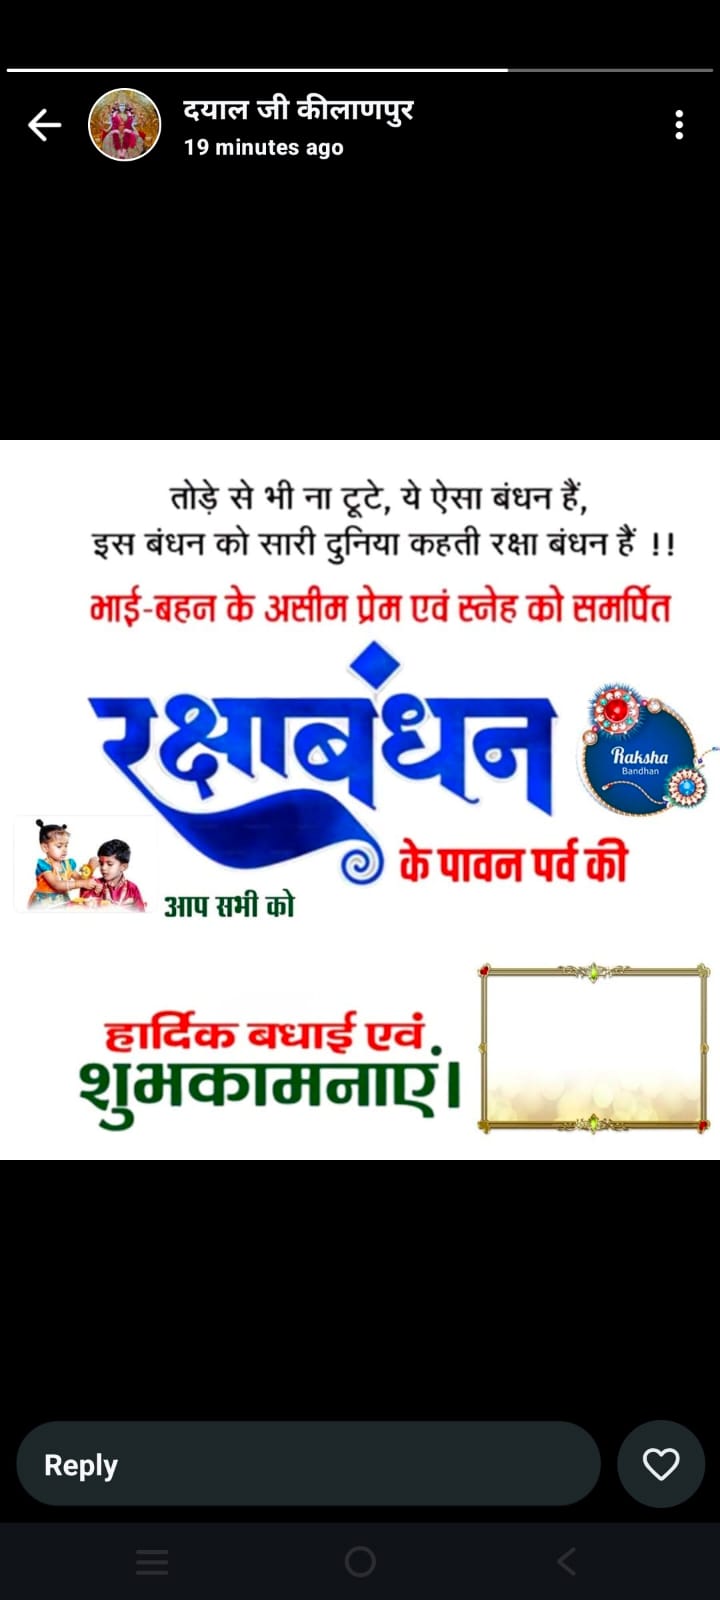 दयाल जी कीलाणपुर
19 minutes ago
तोड़े से भी ना टूटे, ये ऐसा बंधन हैं,
इस बंधन को सारी दुनिया कहती रक्षा बंधन हैं !!
भाई-बहन के असीम प्रेम एवं स्नेह को समर्पित
रक्षाबंधन
Raksha
Bandhan
के पावन पर्व की
आप सभी को
हार्दिक बधाई एवं
शुभकामनाएं।
Reply